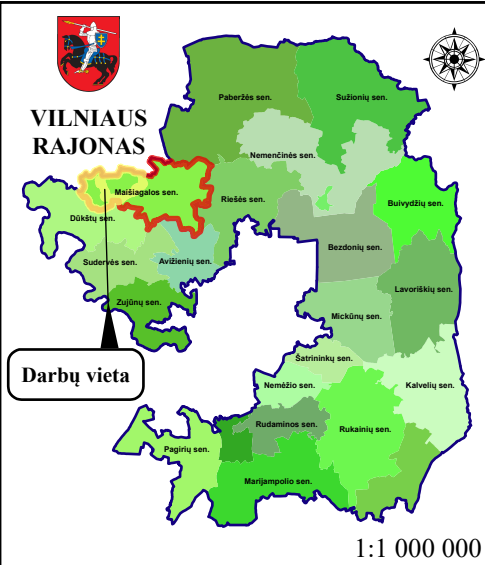 VILNIAUS
RAJONAS
Paberžės sen.
Sužionių sen.
Nemenčinės sen.
Maišiagalos sen.
Riešės sen.
Buivydžių sen.
Dūkštų sen.
Bezdonių sen.
Sudervės sen.
Avižienių sen.
Lavoriškių sen.
Zujūnų sen.
Mickūnų sen.
Šatrininkų sen.
Darbų vieta
Nemėžio sen.
Kalvelių sen.
Rudaminos sen.
Rukainių sen.
Pagirių sen.
Marijampolio sen.
1:1 000 000